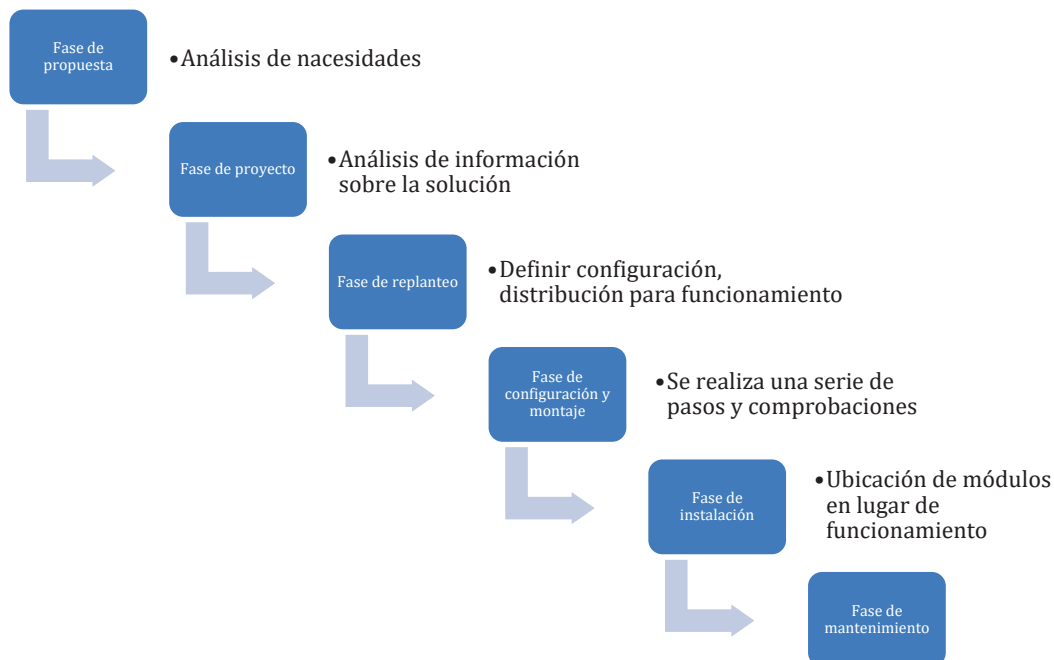 Fase de
propuesta
•Análisis de nacesidades
Fase de proyecto
•Análisis de información
sobre la solución
Fase de replanteo
•Definir configuración,
distribución para funcionamiento
Fase de
configuración y
montaje
•Se realiza una serie de
pasos y comprobaciones
Fase de
instalación
•Ubicación de módulos
en lugar de
funcionamiento
Fase de
mantenimiento